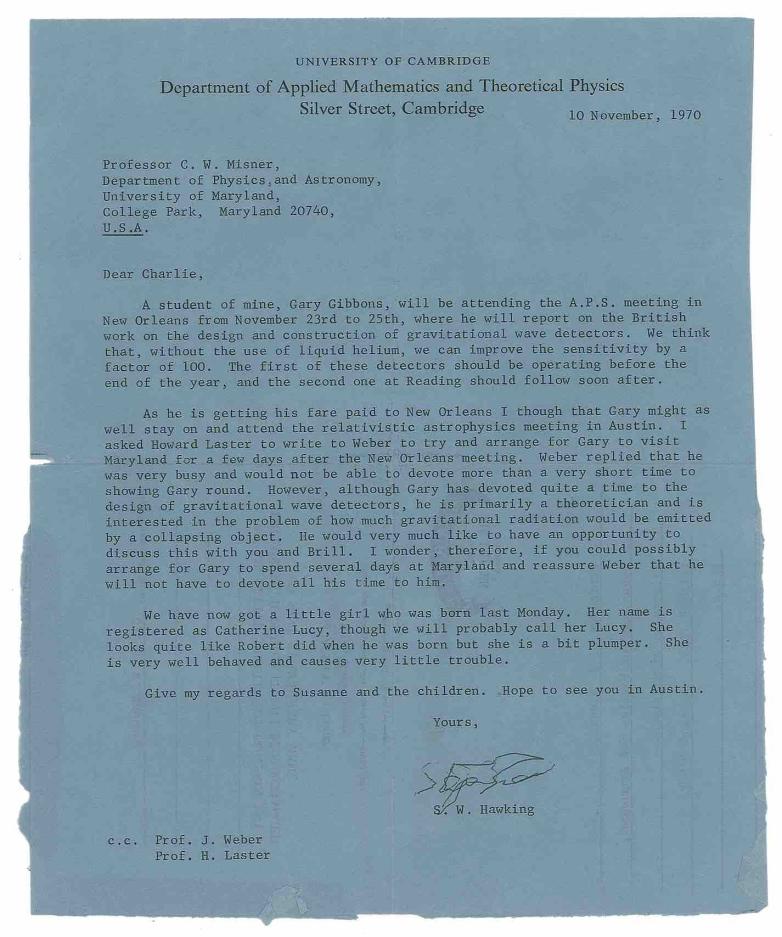 UNIVERSITY OF CAMBRIDGE
Department of Applied Mathematics and Theoretical Physics
Silver Street, Cambridge
10 November, 1970
Professor C. W. Misner,
Department of Physics and Astronomy,
University of Maryland,
College Park, Maryland 20740,
U.S.A.
Dear Charlie,
A student of mine, Gary Gibbons, will be attending the A.P.S. meeting in
New Orleans from November 23rd to 25th, where he will report on the British
work on the design and construction of gravitational wave detectors. We think
that, without the use of liquid helium, we can improve the sensitivity by a
factor of 100. The first of these detectors should be operating before the
end of the year, and the second one at Reading should follow soon after.
As he is getting his fare paid to New Orleans I though that Gary might as
well stay on and attend the relativistic astrophysics meeting in Austin. I
asked Howard Laster to write to Weber to try and arrange for Gary to visit
Maryland for a few days after the New Orleans meeting. Weber replied that he
was very busy and would not be able to devote more than a very short time to
showing Gary round. However, although Gary has devoted quite a time to the
design of gravitational wave detectors, he is primarily a theoretician and is
interested in the problem of how much gravitational radiation would be emitted
by a collapsing object. He would very much like to have an opportunity to
discuss this with you and Brill. I wonder, therefore, if you could possibly
arrange for Gary to spend several days at Maryland and reassure Weber that he
will not have to devote all his time to him.
We have now got a little girl who was born last Monday. Her name is
registered as Catherine Lucy, though we will probably call her Lucy. She
looks quite like Robert did when he was born but she is a bit plumper. She
is very well behaved and causes very little trouble.
Give my regards to Susanne and the children. Hope to see you in Austin.
Yours,
S. W. Hawking
c.c. Prof. J. Weber
Prof. H. Laster